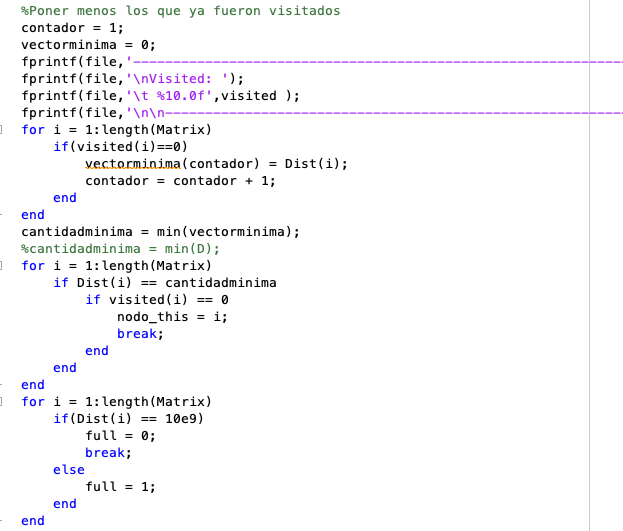 %Poner menos los que ya fueron visitados
contador = 1;
vectorminima = 0;
fprintf(file,'-------------------------------------------------------------
fprintf(file,'\nVisited: ');
fprintf(file,'\t %10.0f',visited );
fprintf(file,'\n\n---------------------------------------------------------
for i = 1:length(Matrix)
    if(visited(i)==0)
        vectorminima(contador) = Dist(i);
        contador = contador + 1;
    end
end
cantidadminima = min(vectorminima);
%cantidadminima = min(D);
for i = 1:length(Matrix)
    if Dist(i) == cantidadminima
        if visited(i) == 0
            nodo_this = i;
            break;
        end
    end
end
for i = 1:length(Matrix)
    if(Dist(i) == 10e9)
        full = 0;
        break;
    else
        full = 1;
    end
end